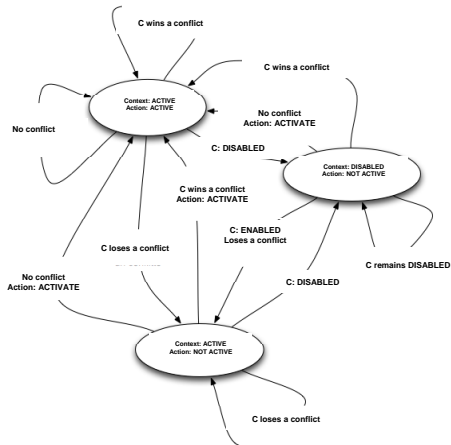 C wins a conflict
C wins a conflict
Context: ACTIVE
Action: ACTIVE
No conflict
Action: ACTIVATE
No conflict
C: DISABLED
Context: DISABLED
Action: NOT ACTIVE
C wins a conflict
Action: ACTIVATE
C: ENABLED
Loses a conflict
C loses a conflict
C remains DISABLED
No conflict
Action: ACTIVATE
C: DISABLED
Context: ACTIVE
Action: NOT ACTIVE
C loses a conflict